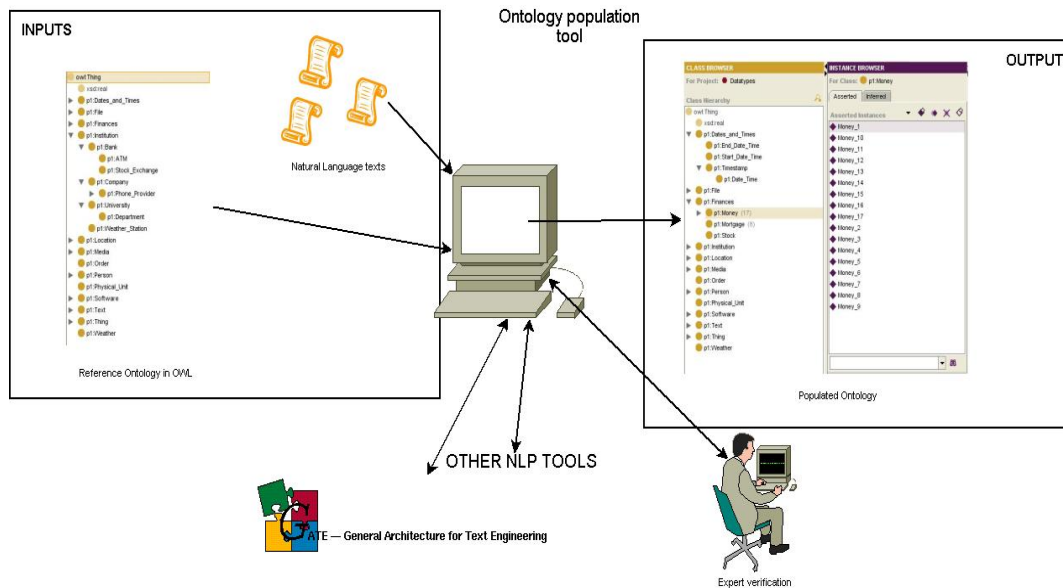 Ontology population
tool
INPUTS
owl:Thing
xsd:real
p1:Dates_and_Times
p1:File
p1:Finances
p1:Institution
p1:Bank
p1:ATM
p1:Stock_Exchange
p1:Company
p1:Phone_Provider
p1:University
p1:Department
p1:Weather_Station
p1:Location
p1:Media
p1:Order
p1:Person
p1:Physical_Unit
p1:Software
p1:Text
p1:Thing
p1:Weather
Reference Ontology in OWL
Natural Language texts
OUTPUT
CLASS BROWSER
For Project: Datatypes
Class Hierarchy
owl:Thing
xsd:real
p1:Dates_and_Times
p1:End_Date_Time
p1:Start_Date_Time
p1:Timestamp
p1:Date_Time
p1:File
p1:Finances
p1:Money (17)
p1:Mortgage
p1:Stock
p1:Institution
p1:Location
p1:Media
p1:Order
p1:Person
p1:Physical_Unit
p1:Software
p1:Text
p1:Thing
p1:Weather
INSTANCE BROWSER
For Class: p1:Money
Asserted Inferred
Asserted Instances
Money_1
Money_10
Money_11
Money_12
Money_13
Money_14
Money_15
Money_16
Money_17
Money_2
Money_3
Money_4
Money_5
Money_6
Money_7
Money_8
Money_9
Populated Ontology
OTHER NLP TOOLS
GATE — General Architecture for Text Engineering
Expert verification